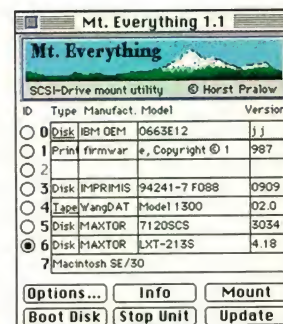 Mt. Everything 1.1
Mt. Everything
SCSI-Drive mount utility © Horst Pralow
ID Type Manufact. Model Version
0 Disk IBM OEM 0663E12 jj
1 Print firmwar e, Copyright © 1 987
2
3 Disk IMPRIMIS 94241-7 F088 0909
4 Tape WangDAT Model 1300 02.0
5 Disk MAXTOR 7120SCS 3034
6 Disk MAXTOR LXT-213S 4.18
7 Macintosh SE/30
Options... Info Mount
Boot Disk Stop Unit Update